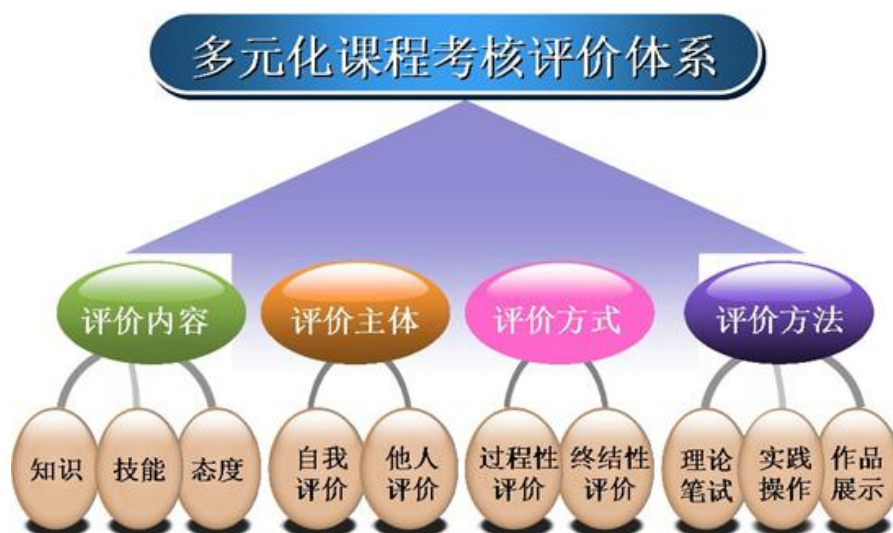 多元化课程考核评价体系
评价内容
评价主体
评价方式
评价方法
知识
技能
态度
自我
评价
他人
评价
过程性
评价
终结性
评价
理论
笔试
实践
操作
作品
展示